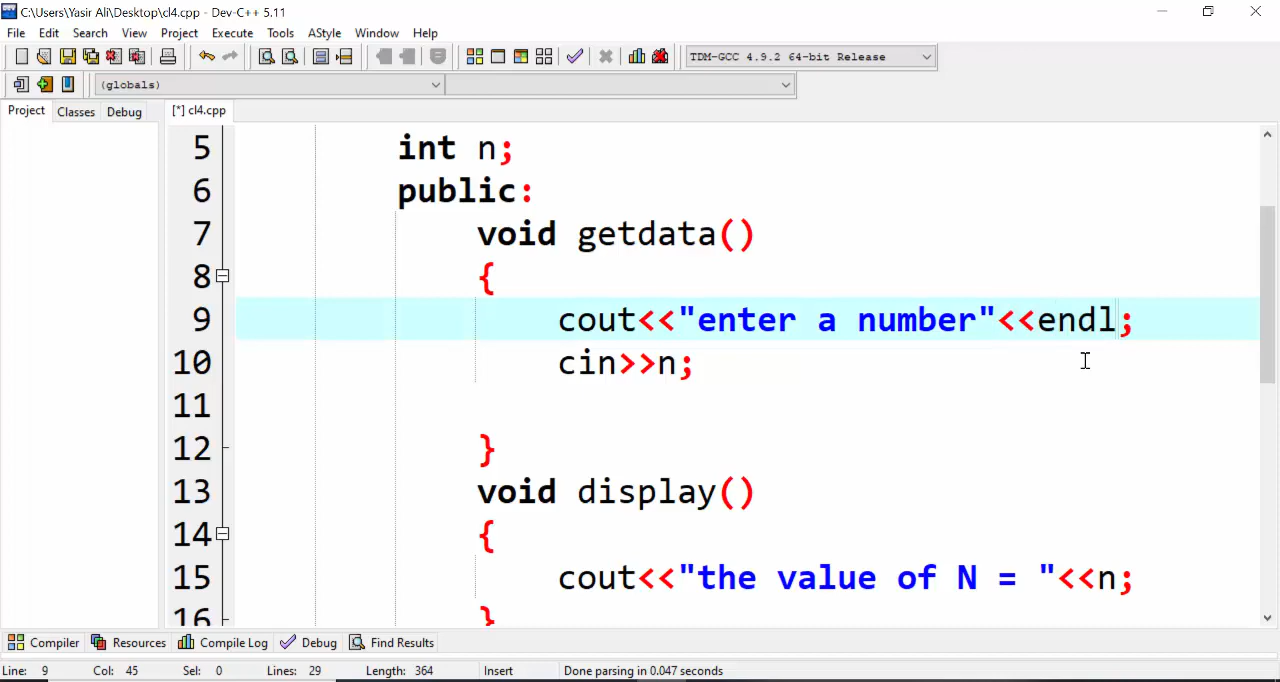 C:\Users\Yasir Ali\Desktop\cl4.cpp - Dev-C++ 5.11
File Edit Search View Project Execute Tools AStyle Window Help
TDM-GCC 4.9.2 64-bit Release
(globals)
Project Classes Debug [*] cl4.cpp
5 int n;
6 public:
7 void getdata()
8 {
9 cout<<"enter a number"<<endl;
10 cin>>n;
11
12 }
13 void display()
14 {
15 cout<<"the value of N = "<<n;
16 }
Compiler Resources Compile Log Debug Find Results
Line: 9 Col: 45 Sel: 0 Lines: 29 Length: 364 Insert Done parsing in 0.047 seconds